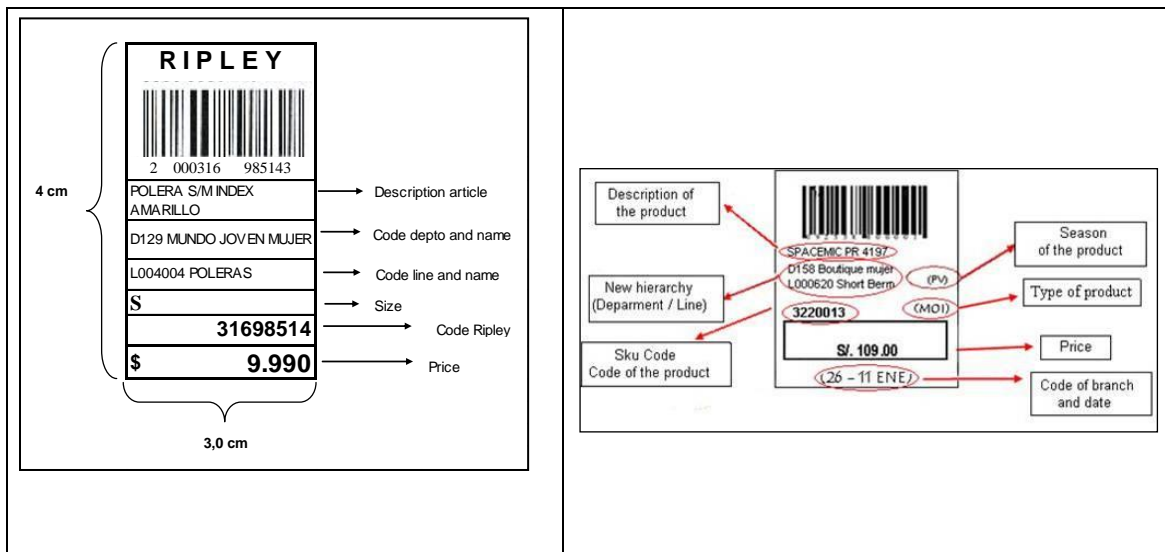 RIPLEY
2 000316 985143
4 cm
POLERA S/M INDEX
AMARILLO
Description article
D129 MUNDO JOVEN MUJER
Code depto and name
L004004 POLERAS
Code line and name
S
Size
31698514
Code Ripley
$ 9.990
Price
3,0 cm
Description of
the product
SPACEMIC PR 4197
D158 Boutique mujer
L000620 Short Berm
(PV)
Season
of the product
New hierarchy
(Deparment / Line)
3220013
(MOI)
Type of product
Sku Code
Code of the product
S/. 109.00
Price
(26 - 11 ENE)
Code of branch
and date